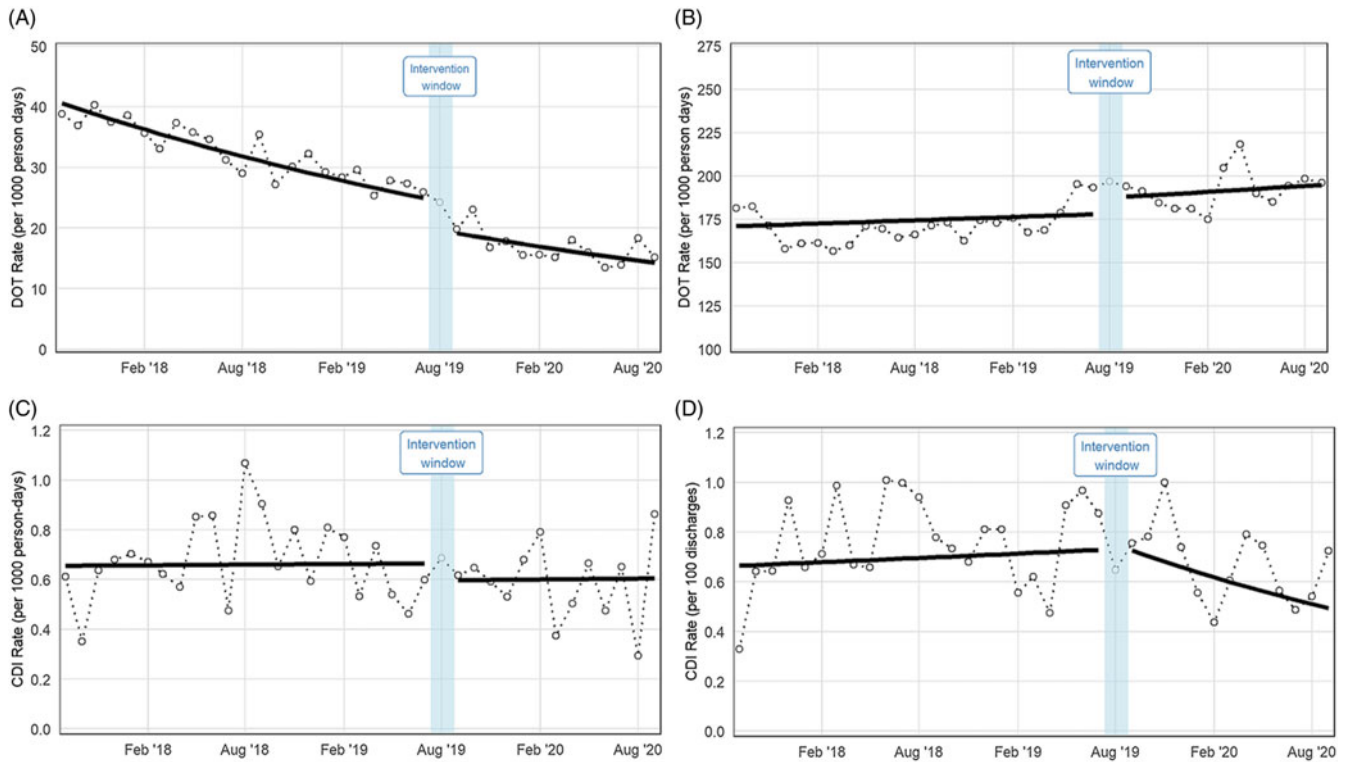 (A)
DOT Rate (per 1000 person days)
50
40
30
20
10
0
Intervention
window
Feb '18
Aug '18
Feb '19
Aug '19
Feb '20
Aug '20
(B)
DOT Rate (per 1000 person days)
275
250
225
200
175
150
125
100
Intervention
window
Feb '18
Aug '18
Feb '19
Aug '19
Feb '20
Aug '20
(C)
CDI Rate (per 1000 person-days)
1.2
1.0
0.8
0.6
0.4
0.2
0.0
Intervention
window
Feb '18
Aug '18
Feb '19
Aug '19
Feb '20
Aug '20
(D)
CDI Rate (per 100 discharges)
1.2
1.0
0.8
0.6
0.4
0.2
0.0
Intervention
window
Feb '18
Aug '18
Feb '19
Aug '19
Feb '20
Aug '20